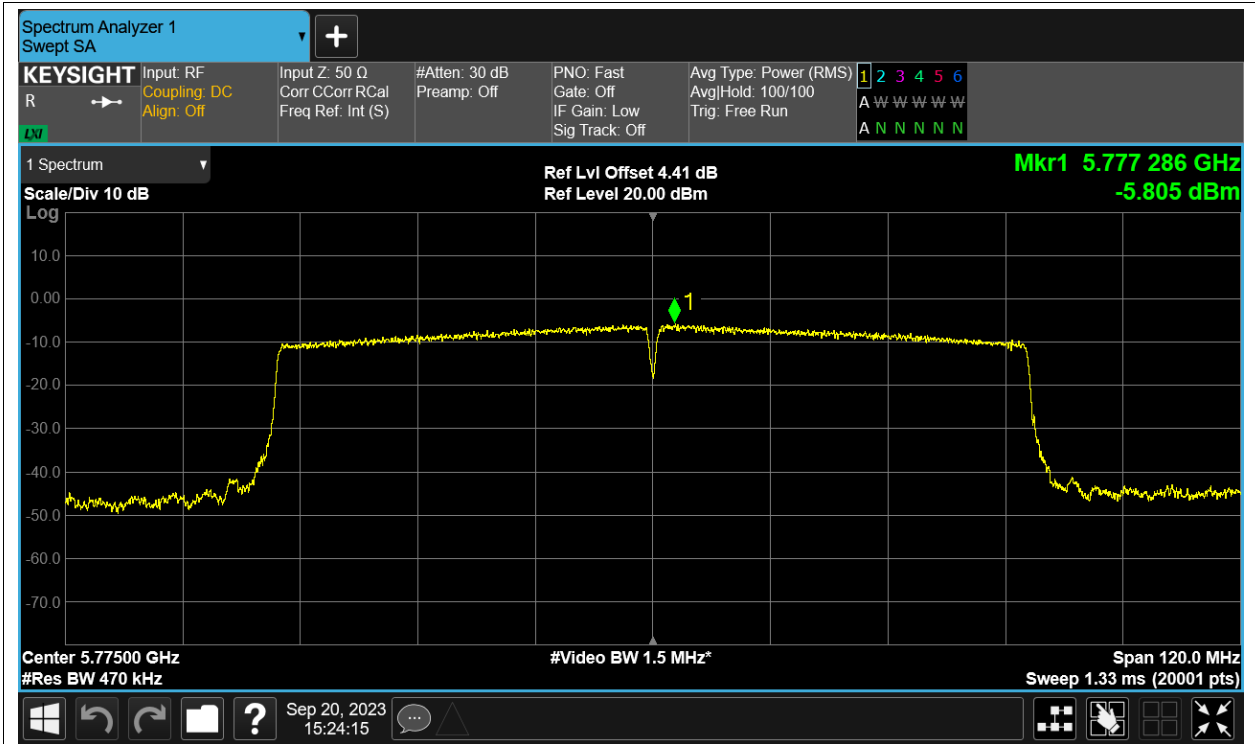 Spectrum Analyzer 1
Swept SA
KEYSIGHT
R
LXI
Input: RF
Coupling: DC
Align: Off
Input Z: 50 Ω
Corr CCorr RCal
Freq Ref: Int (S)
#Atten: 30 dB
Preamp: Off
PNO: Fast
Gate: Off
IF Gain: Low
Sig Track: Off
Avg Type: Power (RMS)
Avg|Hold: 100/100
Trig: Free Run
1 2 3 4 5 6
A W W W W W
A N N N N N
1 Spectrum
Scale/Div 10 dB
Ref Lvl Offset 4.41 dB
Ref Level 20.00 dBm
Mkr1 5.777 286 GHz
-5.805 dBm
Log
10.0
0.00
-10.0
-20.0
-30.0
-40.0
-50.0
-60.0
-70.0
1
Center 5.77500 GHz
#Res BW 470 kHz
#Video BW 1.5 MHz*
Span 120.0 MHz
Sweep 1.33 ms (20001 pts)
?
Sep 20, 2023
15:24:15